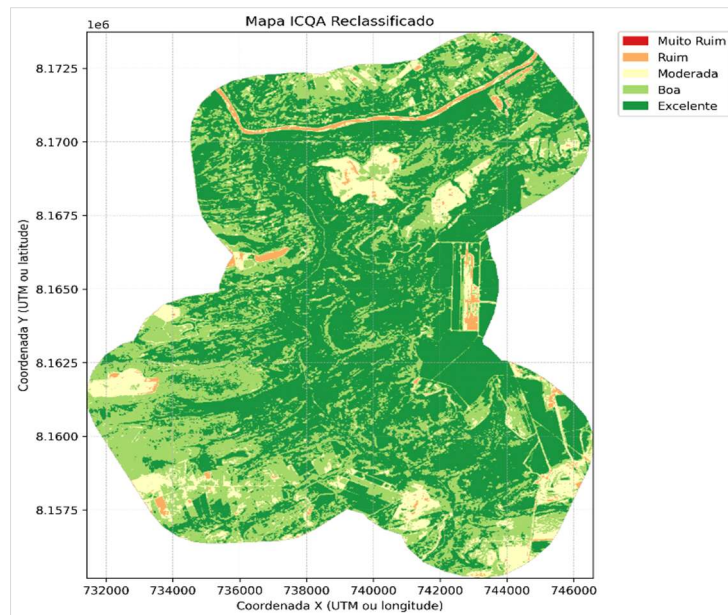 Mapa ICQA Reclassificado
1e6
Muito Ruim
Ruim
Moderada
Boa
Excelente
8.1725
8.1700
8.1675
8.1650
8.1625
8.1600
8.1575
Coordenada Y (UTM ou latitude)
732000 734000 736000 738000 740000 742000 744000 746000
Coordenada X (UTM ou longitude)